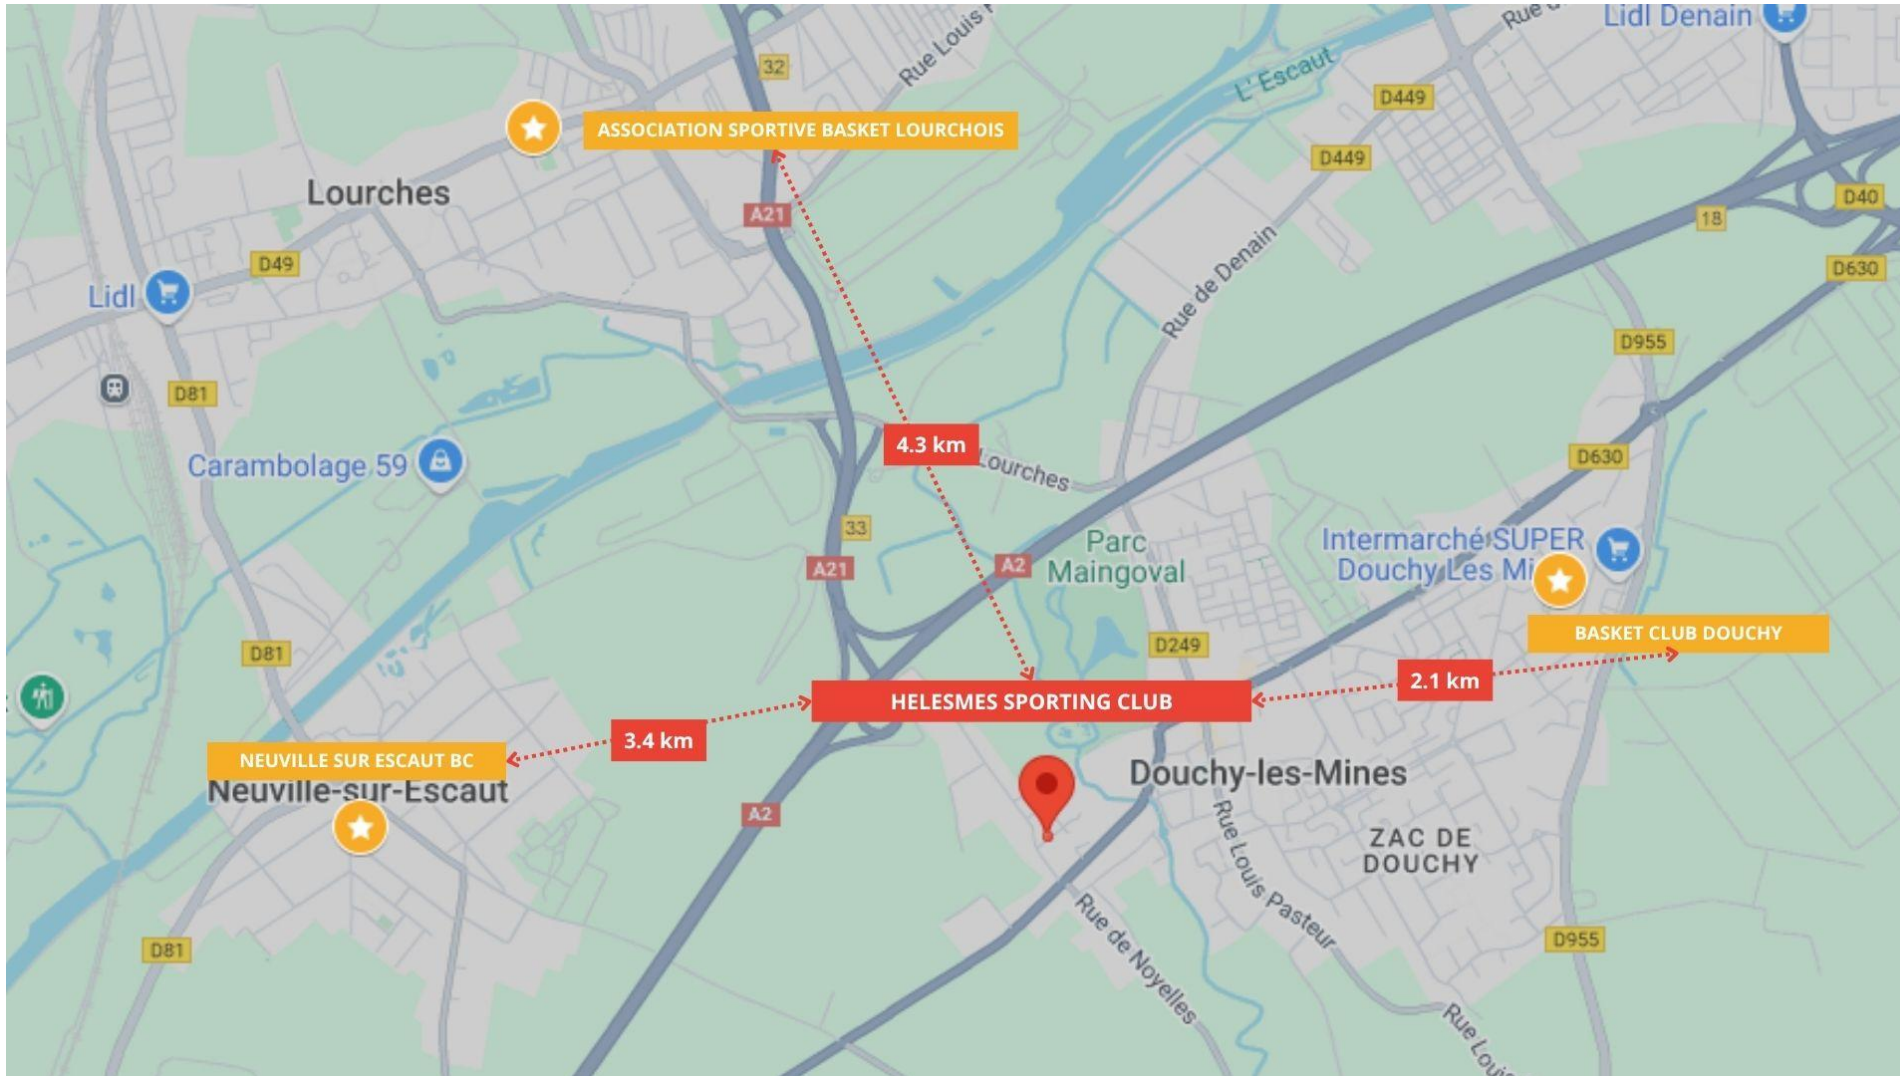 Lidl Denain
Rue d
32
Rue Louis
L' Escaut
D449
ASSOCIATION SPORTIVE BASKET LOURCHOIS
D449
Lourches
D40
A21
18
Rue de Denain
D49
D630
Lidl
D955
D81
4.3 km
Lourches
D630
Carambolage 59
33
Intermarché SUPER
Douchy Les Mi
Parc
Maingoval
A2
A21
BASKET CLUB DOUCHY
D249
D81
2.1 km
HELESMES SPORTING CLUB
3.4 km
NEUVILLE SUR ESCAUT BC
Neuville-sur-Escaut
Douchy-les-Mines
A2
ZAC DE
DOUCHY
Rue Louis Pasteur
Rue de Noyelles
D81
D955
Rue Louis